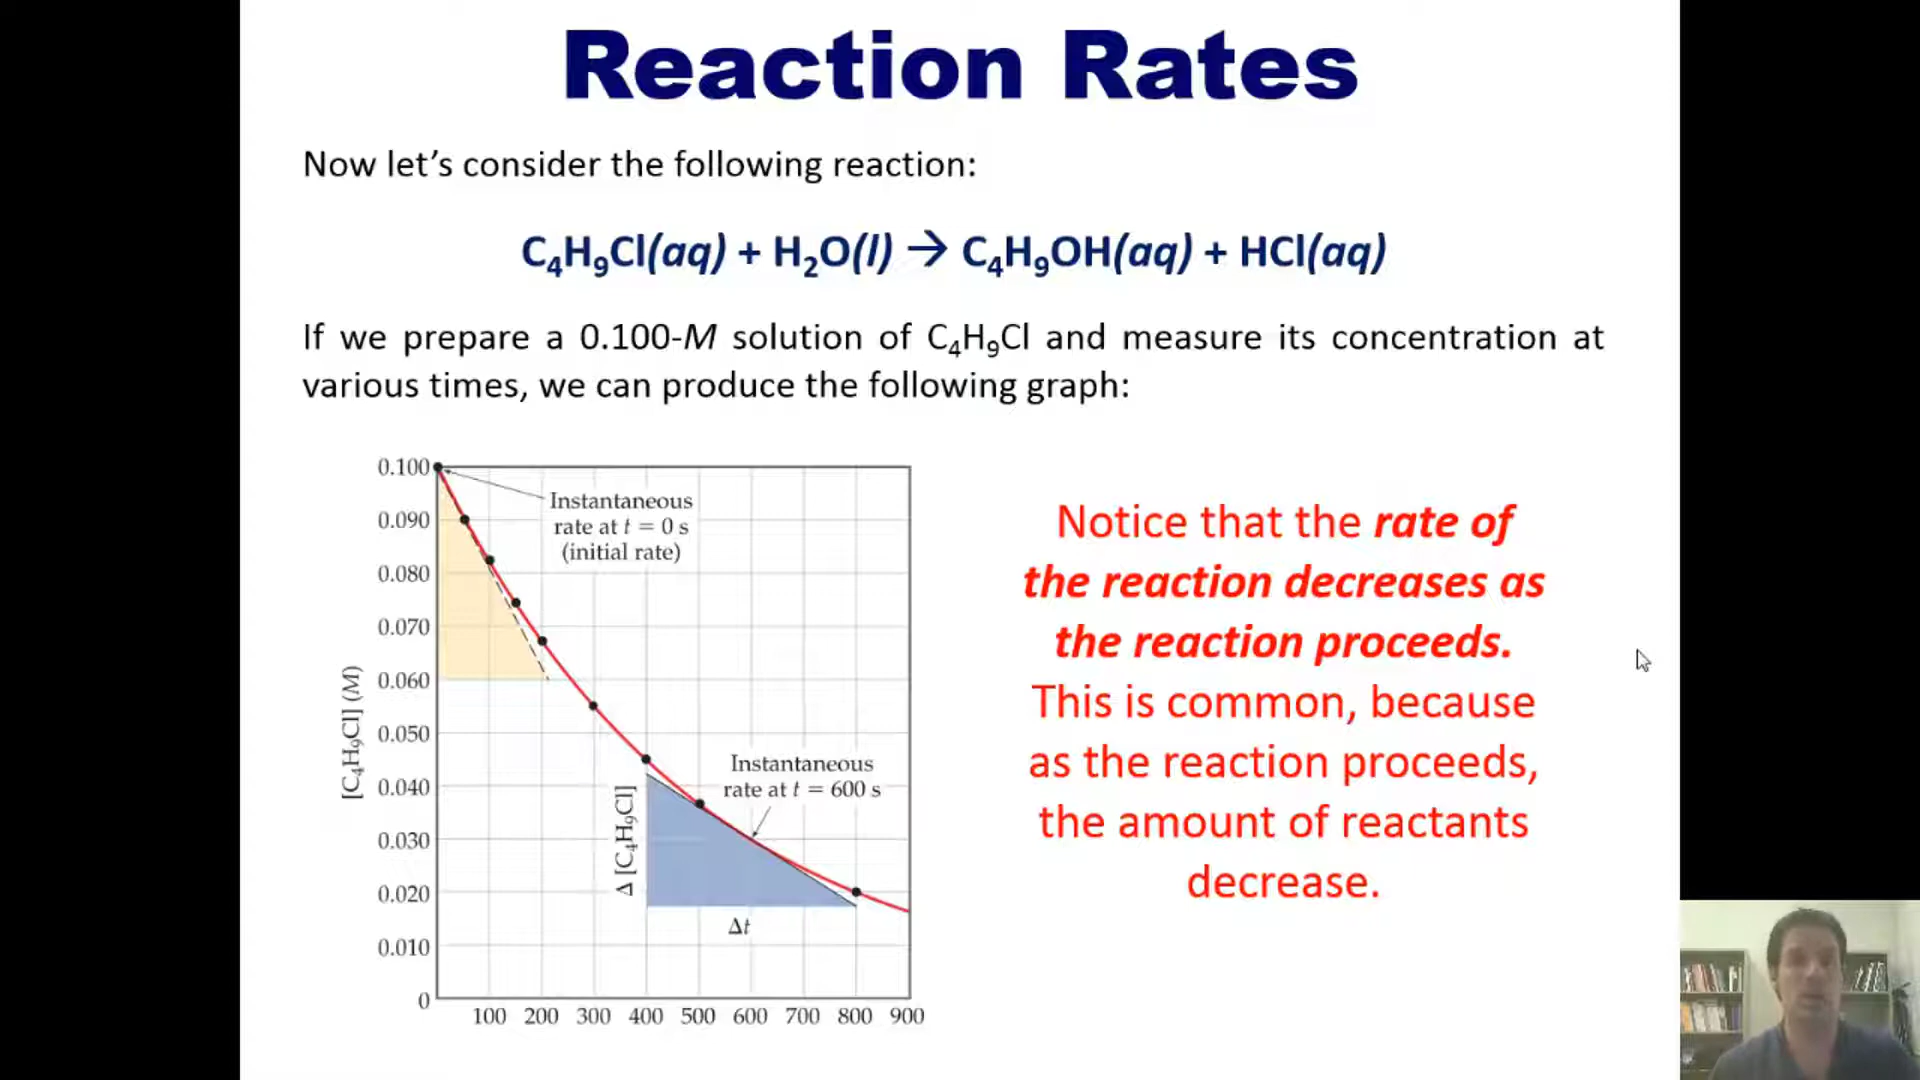 Reaction Rates
Now let’s consider the following reaction:
C₄H₉Cl(aq) + H₂O(l) → C₄H₉OH(aq) + HCl(aq)
If we prepare a 0.100-M solution of C₄H₉Cl and measure its concentration at
various times, we can produce the following graph:
0.100
0.090
0.080
0.070
0.060
0.050
0.040
0.030
0.020
0.010
0
[C₄H₉Cl] (M)
Instantaneous
rate at t = 0 s
(initial rate)
Instantaneous
rate at t = 600 s
Δ [C₄H₉Cl]
Δt
100 200 300 400 500 600 700 800 900
Notice that the rate of
the reaction decreases as
the reaction proceeds.
This is common, because
as the reaction proceeds,
the amount of reactants
decrease.